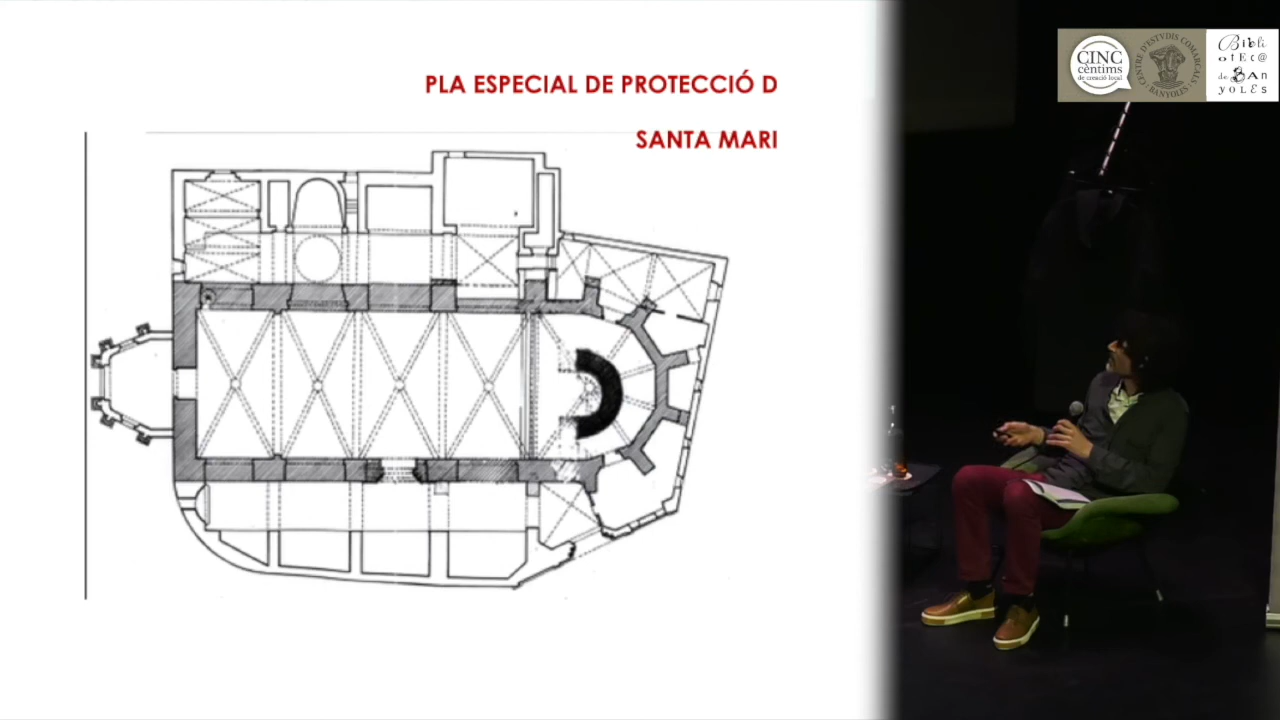 PLA ESPECIAL DE PROTECCIÓ D
SANTA MARI
CINC
cèntims
de creació local
CENTRE D'ESTVDIS COMARCALS
BANYOLES
Bibli
otEc@
de BAn
yolEs